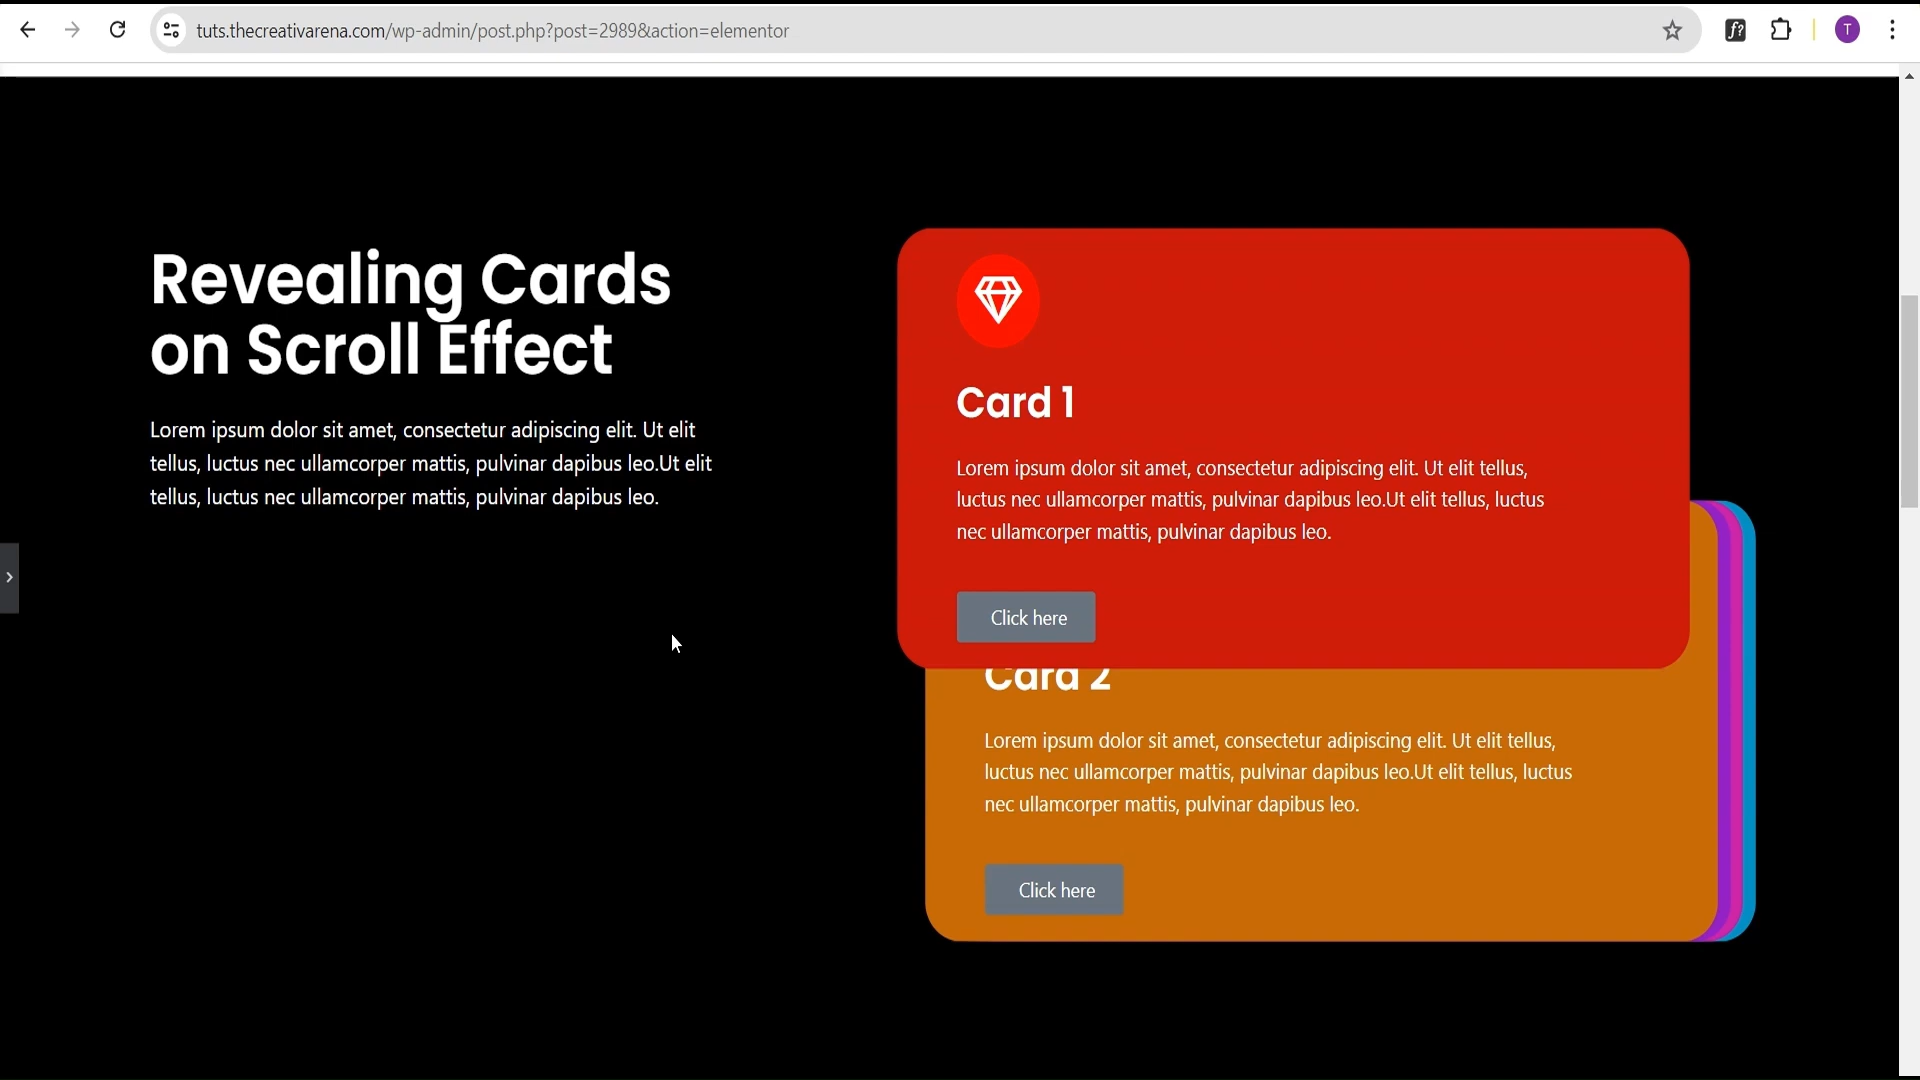 tuts.thecreativarena.com/wp-admin/post.php?post=2989&action=elementor
f?
T
Revealing Cards
on Scroll Effect
Lorem ipsum dolor sit amet, consectetur adipiscing elit. Ut elit
tellus, luctus nec ullamcorper mattis, pulvinar dapibus leo.Ut elit
tellus, luctus nec ullamcorper mattis, pulvinar dapibus leo.
Card 1
Lorem ipsum dolor sit amet, consectetur adipiscing elit. Ut elit tellus,
luctus nec ullamcorper mattis, pulvinar dapibus leo.Ut elit tellus, luctus
nec ullamcorper mattis, pulvinar dapibus leo.
Click here
Card 2
Lorem ipsum dolor sit amet, consectetur adipiscing elit. Ut elit tellus,
luctus nec ullamcorper mattis, pulvinar dapibus leo.Ut elit tellus, luctus
nec ullamcorper mattis, pulvinar dapibus leo.
Click here